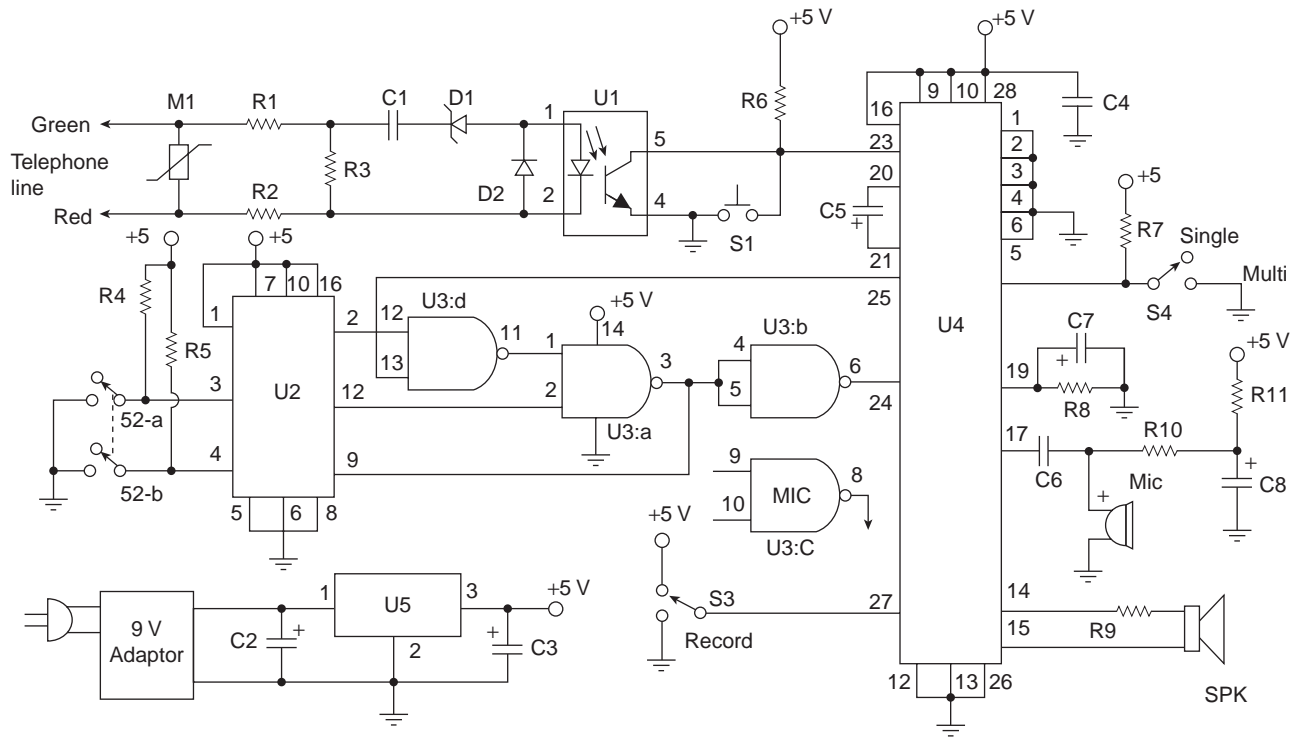 +5 V
+5 V
M1
R1
C1
D1
U1
R6
9
10
28
C4
16
1
Green
1
5
23
2
Telephone
line
R3
D2
20
3
+5
2
4
C5
4
Red
R2
S1
+
6
R7
Single
+5
+5
21
5
Multi
7
10
16
U3:d
+5 V
25
S4
R4
1
2
12
11
14
U3:b
U4
C7
+5 V
R5
13
1
3
4
6
+
19
U2
5
R8
R11
3
12
2
24
52-a
U3:a
17
R10
4
9
9
8
C6
Mic
+
C8
52-b
10
MIC
+
5
6
8
U3:C
+5 V
1
3
+5 V
S3
27
14
9 V
Adaptor
U5
C2
+
2
+
C3
Record
15
R9
12
13
26
SPK